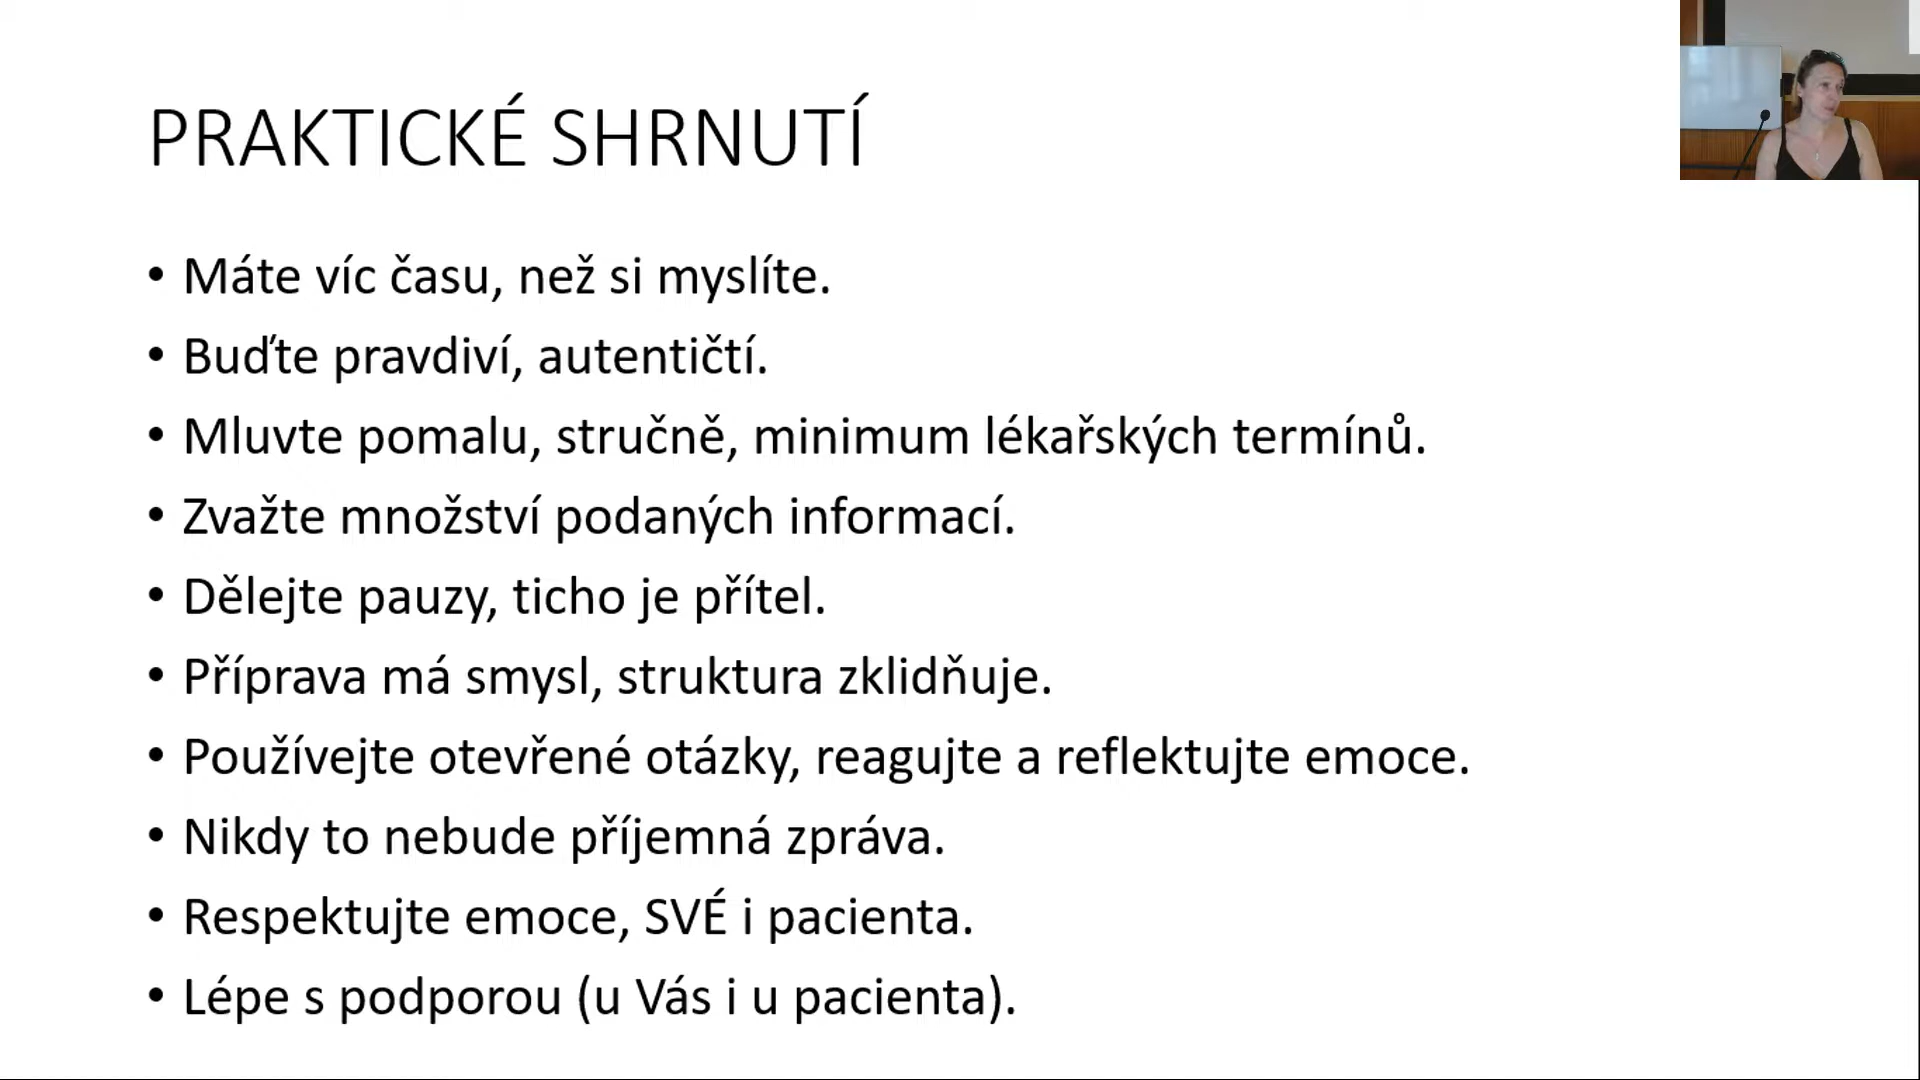 PRAKTICKÉ SHRNUTÍ
• Máte víc času, než si myslíte.
• Buďte pravdiví, autentičtí.
• Mluvte pomalu, stručně, minimum lékařských termínů.
• Zvažte množství podaných informací.
• Dělejte pauzy, ticho je přítel.
• Příprava má smysl, struktura zklidňuje.
• Používejte otevřené otázky, reagujte a reflektujte emoce.
• Nikdy to nebude příjemná zpráva.
• Respektujte emoce, SVÉ i pacienta.
• Lépe s podporou (u Vás i u pacienta).